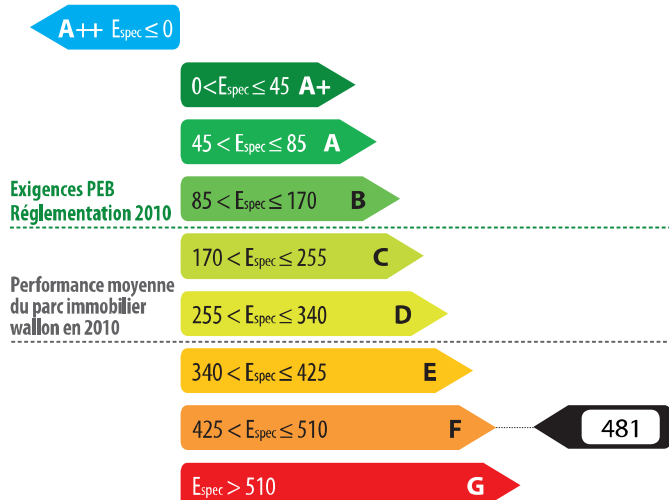 A++ Espec ≤ 0
0 < Espec ≤ 45 A+
45 < Espec ≤ 85 A
Exigences PEB
Réglementation 2010
85 < Espec ≤ 170 B
170 < Espec ≤ 255 C
Performance moyenne
du parc immobilier
wallon en 2010
255 < Espec ≤ 340 D
340 < Espec ≤ 425 E
425 < Espec ≤ 510 F 481
Espec > 510 G